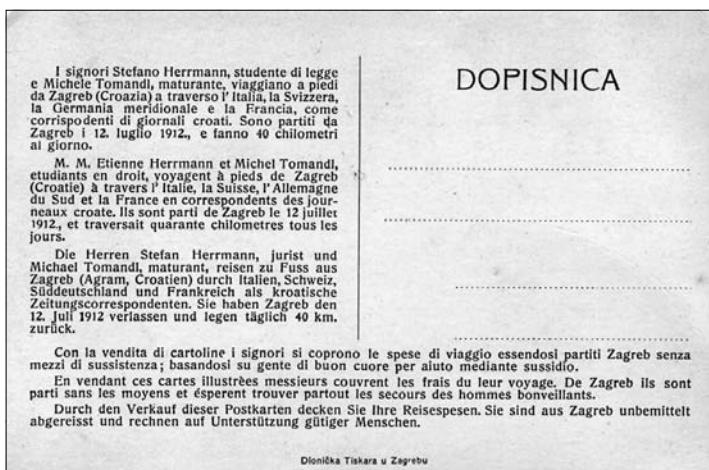 I signori Stefano Herrmann, studente di legge
e Michele Tomandl, maturante, viaggiano a piedi
da Zagreb (Croazia) a traverso l' Italia, la Svizzera,
la Germania meridionale e la Francia, come
corrispodenti di giornali croati. Sono partiti da
Zagreb i 12. luglio 1912., e fanno 40 chilometri
al giorno.
M. M. Etienne Herrmann et Michel Tomandl,
etudiants en droit, voyagent à pieds de Zagreb
(Croatie) à travers l' Italie, la Suisse, l' Allemagne
du Sud et la France en correspondents des jour-
neaux croate. Ils sont parti de Zagreb le 12 juillet
1912., et traversait quarante chilometres tous les
jours.
Die Herren Stefan Herrmann, jurist und
Michael Tomandl, maturant, reisen zu Fuss aus
Zagreb (Agram, Croatien) durch Italien, Schweiz,
Süddeutschland und Frankreich als kroatische
Zeitungscorrespondenten. Sie haben Zagreb den
12. Juli 1912 verlassen und legen täglich 40 km.
zurück.
DOPISNICA
Con la vendita di cartoline i signori si coprono le spese di viaggio essendosi partiti Zagreb senza
mezzi di sussistenza; basandosi su gente di buon cuore per aiuto mediante sussidio.
En vendant ces cartes illustrèes messieurs couvrent les frais du leur voyage. De Zagreb ils sont
parti sans les moyens et ésperent trouver partout les secours des hommes bonveillants.
Durch den Verkauf dieser Postkarten decken Sie Ihre Reisespesen. Sie sind aus Zagreb unbemittelt
abgereisst und rechnen auf Unterstützung gütiger Menschen.
Dionička Tiskara u Zagrebu